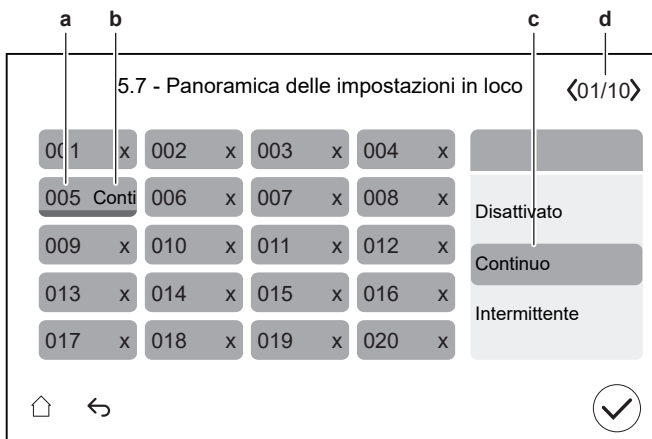 a b c d
5.7 - Panoramica delle impostazioni in loco 01/10
001 x 002 x 003 x 004 x
005 Conti 006 x 007 x 008 x
Disattivato
009 x 010 x 011 x 012 x
Continuo
013 x 014 x 015 x 016 x
Intermittente
017 x 018 x 019 x 020 x